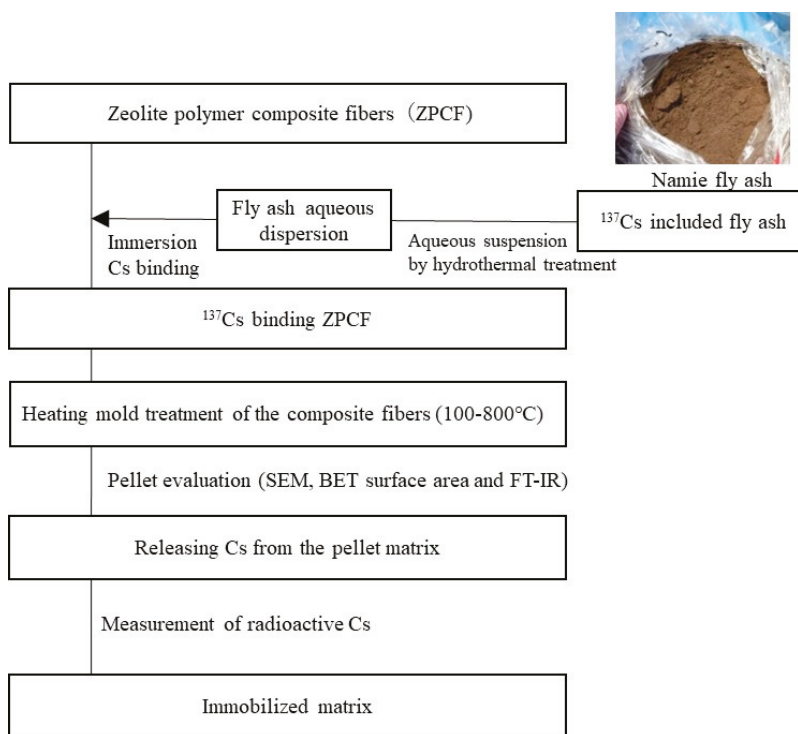 Zeolite polymer composite fibers（ZPCF）
Namie fly ash
Fly ash aqueous
dispersion
¹³⁷Cs included fly ash
Immersion
Cs binding
Aqueous suspension
by hydrothermal treatment
¹³⁷Cs binding ZPCF
Heating mold treatment of the composite fibers (100-800℃)
Pellet evaluation (SEM, BET surface area and FT-IR)
Releasing Cs from the pellet matrix
Measurement of radioactive Cs
Immobilized matrix